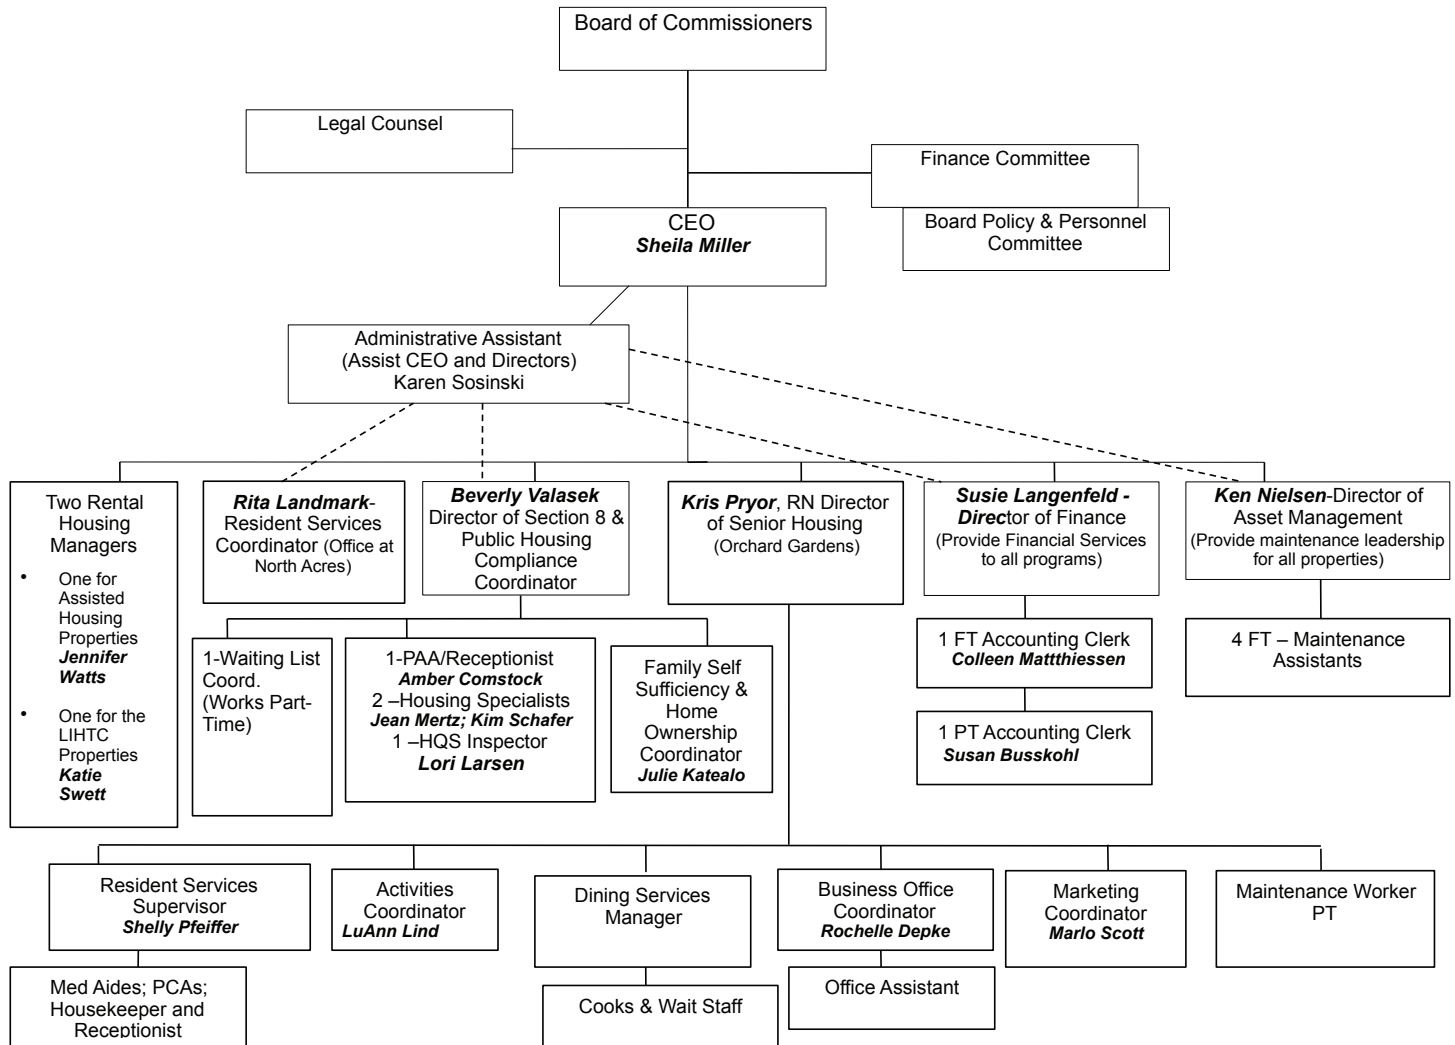 Board of Commissioners
Legal Counsel
Finance Committee
Board Policy & Personnel
Committee
CEO
Sheila Miller
Administrative Assistant
(Assist CEO and Directors)
Karen Sosinski
Two Rental
Housing
Managers
• One for
Assisted
Housing
Properties
Jennifer
Watts
• One for the
LIHTC
Properties
Katie
Swett
Rita Landmark-
Resident Services
Coordinator (Office at
North Acres)
Beverly Valasek
Director of Section 8 &
Public Housing
Compliance
Coordinator
Kris Pryor, RN Director
of Senior Housing
(Orchard Gardens)
Susie Langenfeld -
Director of Finance
(Provide Financial Services
to all programs)
Ken Nielsen-Director of
Asset Management
(Provide maintenance leadership
for all properties)
1-Waiting List
Coord.
(Works Part-
Time)
1-PAA/Receptionist
Amber Comstock
2 –Housing Specialists
Jean Mertz; Kim Schafer
1 –HQS Inspector
Lori Larsen
Family Self
Sufficiency &
Home
Ownership
Coordinator
Julie Katealo
1 FT Accounting Clerk
Colleen Mattthiessen
1 PT Accounting Clerk
Susan Busskohl
4 FT – Maintenance
Assistants
Resident Services
Supervisor
Shelly Pfeiffer
Activities
Coordinator
LuAnn Lind
Dining Services
Manager
Business Office
Coordinator
Rochelle Depke
Marketing
Coordinator
Marlo Scott
Maintenance Worker
PT
Med Aides; PCAs;
Housekeeper and
Receptionist
Cooks & Wait Staff
Office Assistant